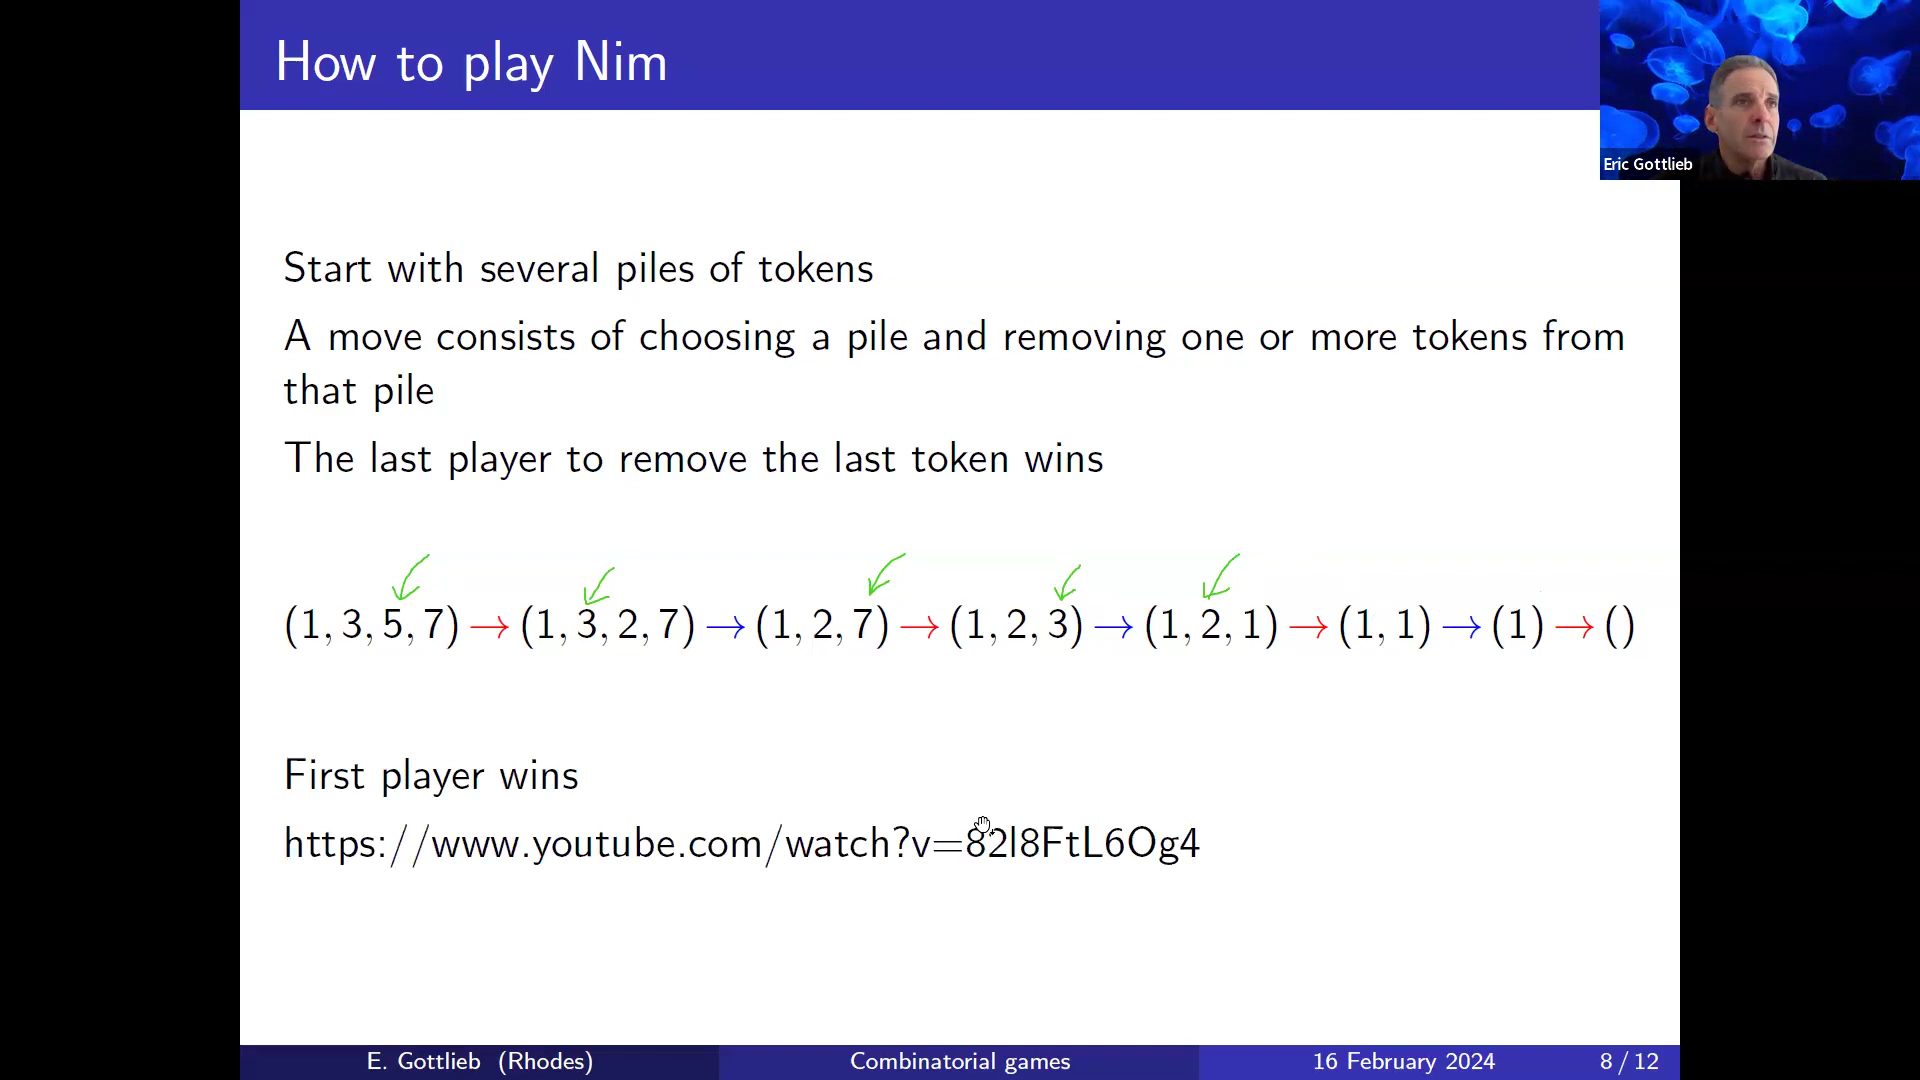 How to play Nim
Eric Gottlieb
Start with several piles of tokens
A move consists of choosing a pile and removing one or more tokens from
that pile
The last player to remove the last token wins
(1, 3, 5, 7) → (1, 3, 2, 7) → (1, 2, 7) → (1, 2, 3) → (1, 2, 1) → (1, 1) → (1) → ()
First player wins
https://www.youtube.com/watch?v=82l8FtL6Og4
E. Gottlieb (Rhodes) Combinatorial games 16 February 2024 8 / 12